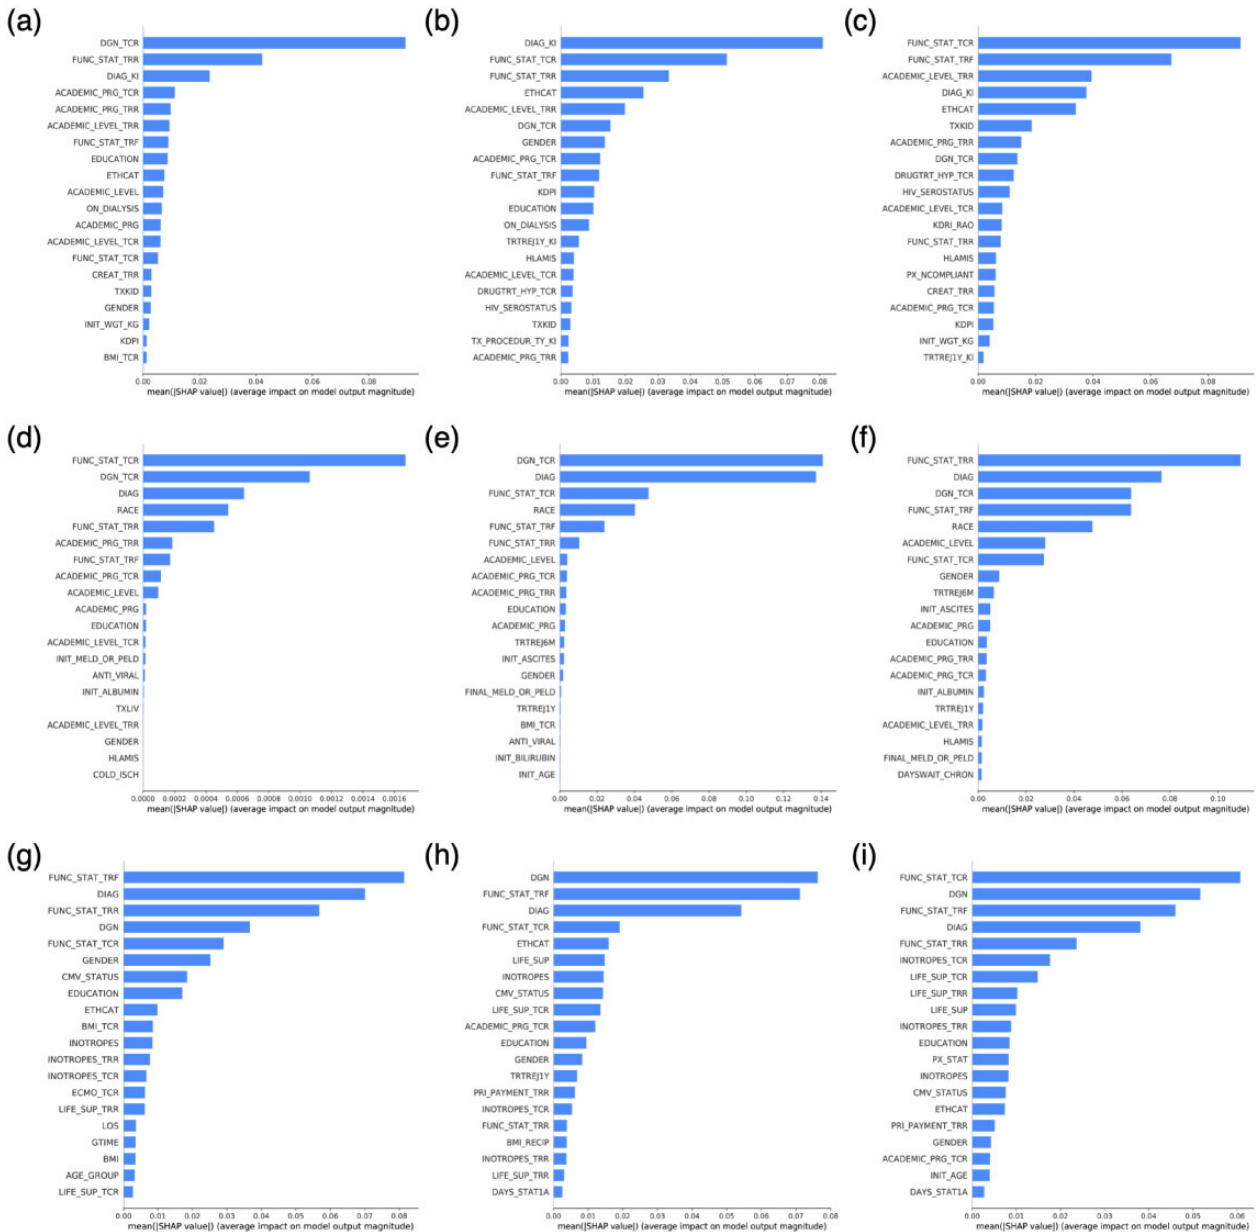 (a)
DGN_TCR
FUNC_STAT_TRR
DIAG_KI
ACADEMIC_PRG_TCR
ACADEMIC_PRG_TRR
ACADEMIC_LEVEL_TRR
FUNC_STAT_TRF
EDUCATION
ETHCAT
ACADEMIC_LEVEL
ON_DIALYSIS
ACADEMIC_PRG
ACADEMIC_LEVEL_TCR
FUNC_STAT_TCR
CREAT_TRR
TXKID
GENDER
INIT_WGT_KG
KDPI
BMI_TCR
0.00 0.02 0.04 0.06 0.08
mean(|SHAP value|) (average impact on model output magnitude)
(b)
DIAG_KI
FUNC_STAT_TCR
FUNC_STAT_TRR
ETHCAT
ACADEMIC_LEVEL_TRR
DGN_TCR
GENDER
ACADEMIC_PRG_TCR
FUNC_STAT_TRF
KDPI
EDUCATION
ON_DIALYSIS
TRTREJ1Y_KI
HLAMIS
ACADEMIC_LEVEL_TCR
DRUGTRT_HYP_TCR
HIV_SEROSTATUS
TXKID
TX_PROCEDUR_TY_KI
ACADEMIC_PRG_TRR
0.00 0.01 0.02 0.03 0.04 0.05 0.06 0.07 0.08
mean(|SHAP value|) (average impact on model output magnitude)
(c)
FUNC_STAT_TCR
FUNC_STAT_TRF
ACADEMIC_LEVEL_TRR
DIAG_KI
ETHCAT
TXKID
ACADEMIC_PRG_TRR
DGN_TCR
DRUGTRT_HYP_TCR
HIV_SEROSTATUS
ACADEMIC_LEVEL_TCR
KDRI_RAO
FUNC_STAT_TRR
HLAMIS
PX_NCOMPLIANT
CREAT_TRR
ACADEMIC_PRG_TCR
KDPI
INIT_WGT_KG
TRTREJ1Y_KI
0.00 0.02 0.04 0.06 0.08
mean(|SHAP value|) (average impact on model output magnitude)
(d)
FUNC_STAT_TCR
DGN_TCR
DIAG
RACE
FUNC_STAT_TRR
ACADEMIC_PRG_TRR
FUNC_STAT_TRF
ACADEMIC_PRG_TCR
ACADEMIC_LEVEL
ACADEMIC_PRG
EDUCATION
ACADEMIC_LEVEL_TCR
INIT_MELD_OR_PELD
ANTI_VIRAL
INIT_ALBUMIN
TXLIV
ACADEMIC_LEVEL_TRR
GENDER
HLAMIS
COLD_ISCH
0.0000 0.0002 0.0004 0.0006 0.0008 0.0010 0.0012 0.0014 0.0016
mean(|SHAP value|) (average impact on model output magnitude)
(e)
DGN_TCR
DIAG
FUNC_STAT_TCR
RACE
FUNC_STAT_TRF
FUNC_STAT_TRR
ACADEMIC_LEVEL
ACADEMIC_PRG_TCR
ACADEMIC_PRG_TRR
EDUCATION
ACADEMIC_PRG
TRTREJ6M
INIT_ASCITES
GENDER
FINAL_MELD_OR_PELD
TRTREJ1Y
BMI_TCR
ANTI_VIRAL
INIT_BILIRUBIN
INIT_AGE
0.00 0.02 0.04 0.06 0.08 0.10 0.12 0.14
mean(|SHAP value|) (average impact on model output magnitude)
(f)
FUNC_STAT_TRR
DIAG
DGN_TCR
FUNC_STAT_TRF
RACE
ACADEMIC_LEVEL
FUNC_STAT_TCR
GENDER
TRTREJ6M
INIT_ASCITES
ACADEMIC_PRG
EDUCATION
ACADEMIC_PRG_TRR
ACADEMIC_PRG_TCR
INIT_ALBUMIN
TRTREJ1Y
ACADEMIC_LEVEL_TRR
HLAMIS
FINAL_MELD_OR_PELD
DAYSWAIT_CHRON
0.00 0.02 0.04 0.06 0.08 0.10
mean(|SHAP value|) (average impact on model output magnitude)
(g)
FUNC_STAT_TRF
DIAG
FUNC_STAT_TRR
DGN
FUNC_STAT_TCR
GENDER
CMV_STATUS
EDUCATION
ETHCAT
BMI_TCR
INOTROPES
INOTROPES_TRR
INOTROPES_TCR
ECMO_TCR
LIFE_SUP_TRR
LOS
GTIME
BMI
AGE_GROUP
LIFE_SUP_TCR
0.00 0.01 0.02 0.03 0.04 0.05 0.06 0.07 0.08
mean(|SHAP value|) (average impact on model output magnitude)
(h)
DGN
FUNC_STAT_TRF
DIAG
FUNC_STAT_TCR
ETHCAT
LIFE_SUP
INOTROPES
CMV_STATUS
LIFE_SUP_TCR
ACADEMIC_PRG_TCR
EDUCATION
GENDER
TRTREJ1Y
PRI_PAYMENT_TRR
INOTROPES_TCR
FUNC_STAT_TRR
BMI_RECIP
INOTROPES_TRR
LIFE_SUP_TRR
DAYS_STAT1A
0.00 0.01 0.02 0.03 0.04 0.05 0.06 0.07 0.08
mean(|SHAP value|) (average impact on model output magnitude)
(i)
FUNC_STAT_TCR
DGN
FUNC_STAT_TRF
DIAG
FUNC_STAT_TRR
INOTROPES_TCR
LIFE_SUP_TCR
LIFE_SUP_TRR
LIFE_SUP
INOTROPES_TRR
EDUCATION
PX_STAT
INOTROPES
CMV_STATUS
ETHCAT
PRI_PAYMENT_TRR
GENDER
ACADEMIC_PRG_TCR
INIT_AGE
DAYS_STAT1A
0.00 0.01 0.02 0.03 0.04 0.05 0.06
mean(|SHAP value|) (average impact on model output magnitude)